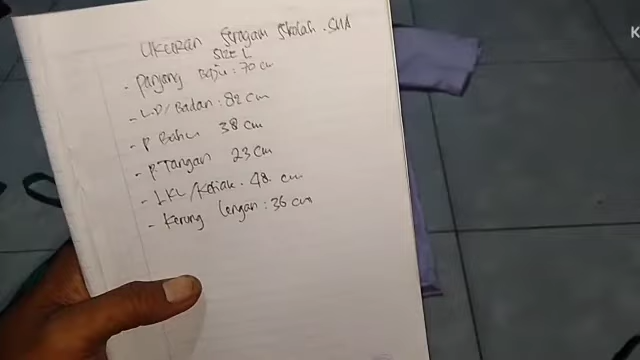 UKURAN Seragam Sekolah. SMA
SIZE L
- Panjang Baju : 70 cm
- LD/Badan : 82 cm
- P Bahu 38 cm
- P Tangan 23 cm
- LKL/Ketiak . 48 cm
- Kerung lengan : 36 cm
K